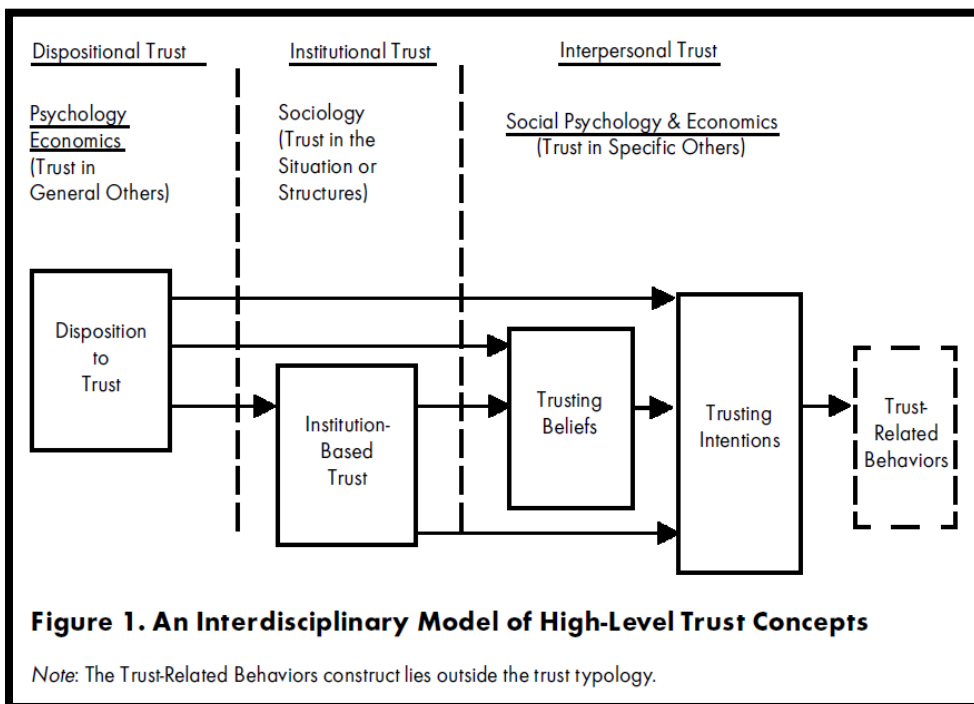 Dispositional Trust
Institutional Trust
Interpersonal Trust
Psychology
Economics
(Trust in
General Others)
Sociology
(Trust in the
Situation or
Structures)
Social Psychology & Economics
(Trust in Specific Others)
Disposition
to
Trust
Institution-
Based
Trust
Trusting
Beliefs
Trusting
Intentions
Trust-
Related
Behaviors
Figure 1. An Interdisciplinary Model of High-Level Trust Concepts
Note: The Trust-Related Behaviors construct lies outside the trust typology.